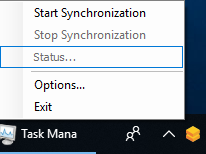 Start Synchronization
Stop Synchronization
Status...
Options...
Exit
Task Mana